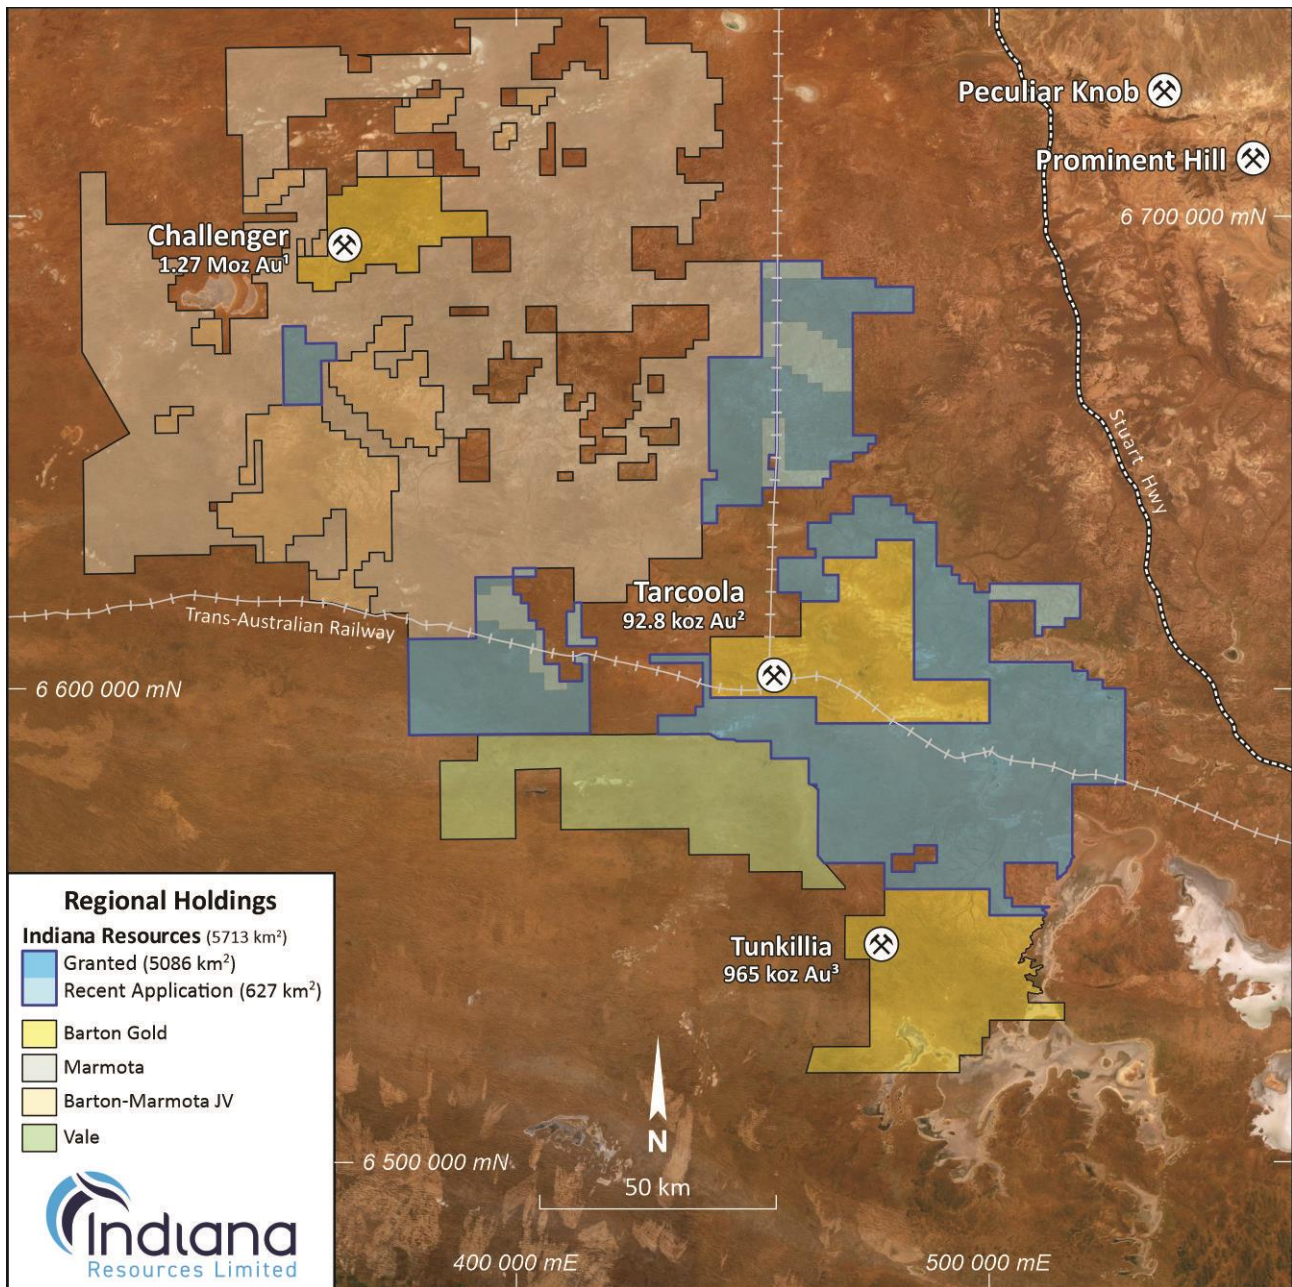 Peculiar Knob
Prominent Hill
6 700 000 mN
Challenger
1.27 Moz Au¹
Stuart Hwy
Tarcoola
92.8 koz Au²
Trans-Australian Railway
6 600 000 mN
Tunkillia
965 koz Au³
Regional Holdings
Indiana Resources (5713 km²)
Granted (5086 km²)
Recent Application (627 km²)
Barton Gold
Marmota
Barton-Marmota JV
Vale
N
6 500 000 mN
50 km
Indiana
Resources Limited
400 000 mE
500 000 mE